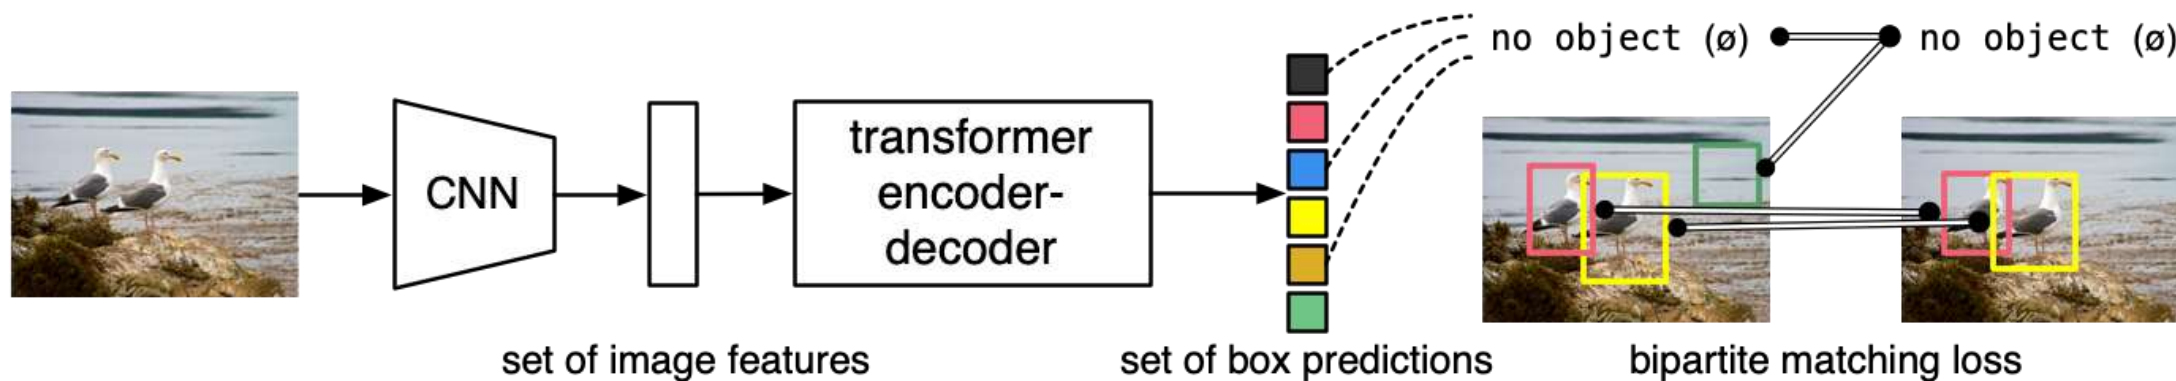 no object (ø)
no object (ø)
CNN
transformer
encoder-
decoder
set of image features
set of box predictions
bipartite matching loss